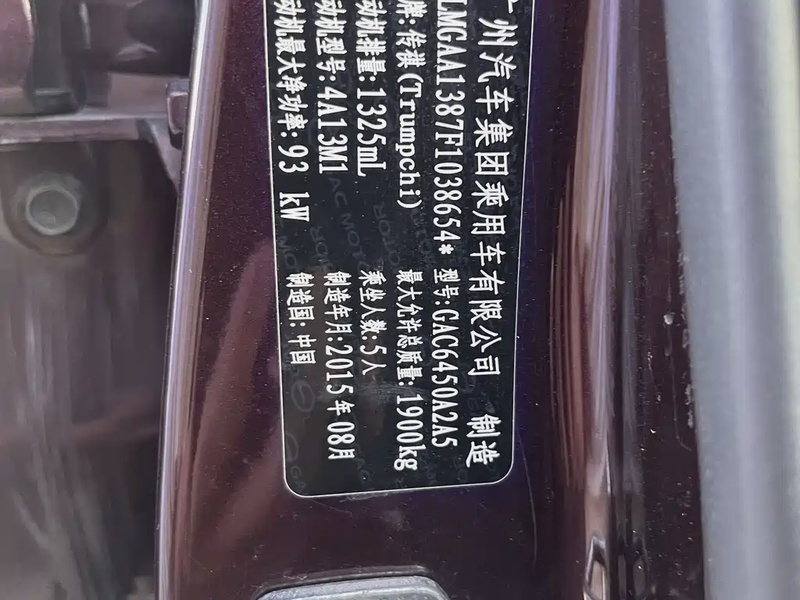 广州汽车集团乘用车有限公司 制造
LMGAA1387F1038654* 型号:GAC6450A2A5
牌:传祺(Trumpchi) 最大允许总质量:1900kg
动机排量:1325mL 乘坐人数:5人
动机型号:4A13M1 制造年月:2015年08月
动机最大净功率:93 kW 制造国:中国